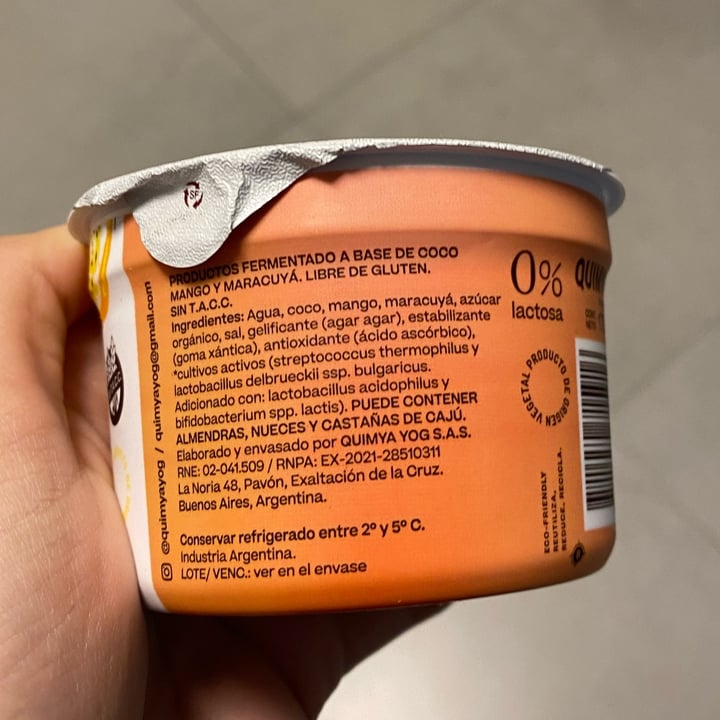 SF
PRODUCTOS FERMENTADO A BASE DE COCO
MANGO Y MARACUYÁ. LIBRE DE GLUTEN.
SIN T.A.C.C.
Ingredientes: Agua, coco, mango, maracuyá, azúcar
orgánico, sal, gelificante (agar agar), estabilizante
(goma xántica), antioxidante (ácido ascórbico),
*cultivos activos (streptococcus thermophilus y
lactobacillus delbrueckii ssp. bulgaricus.
Adicionado con: lactobacillus acidophilus y
bifidobacterium spp. lactis). PUEDE CONTENER
ALMENDRAS, NUECES Y CASTAÑAS DE CAJÚ.
Elaborado y envasado por QUIMYA YOG S.A.S.
RNE: 02-041.509 / RNPA: EX-2021-28510311
La Noria 48, Pavón, Exaltación de la Cruz.
Buenos Aires, Argentina.
Conservar refrigerado entre 2º y 5º C.
Industria Argentina.
LOTE/ VENC.: ver en el envase
@quimyayog / quimyayog@gmail.com
0%
lactosa
PRODUCTO DE ORIGEN VEGETAL
ECO-FRIENDLY
REUTILIZA,
REDUCE, RECICLA.